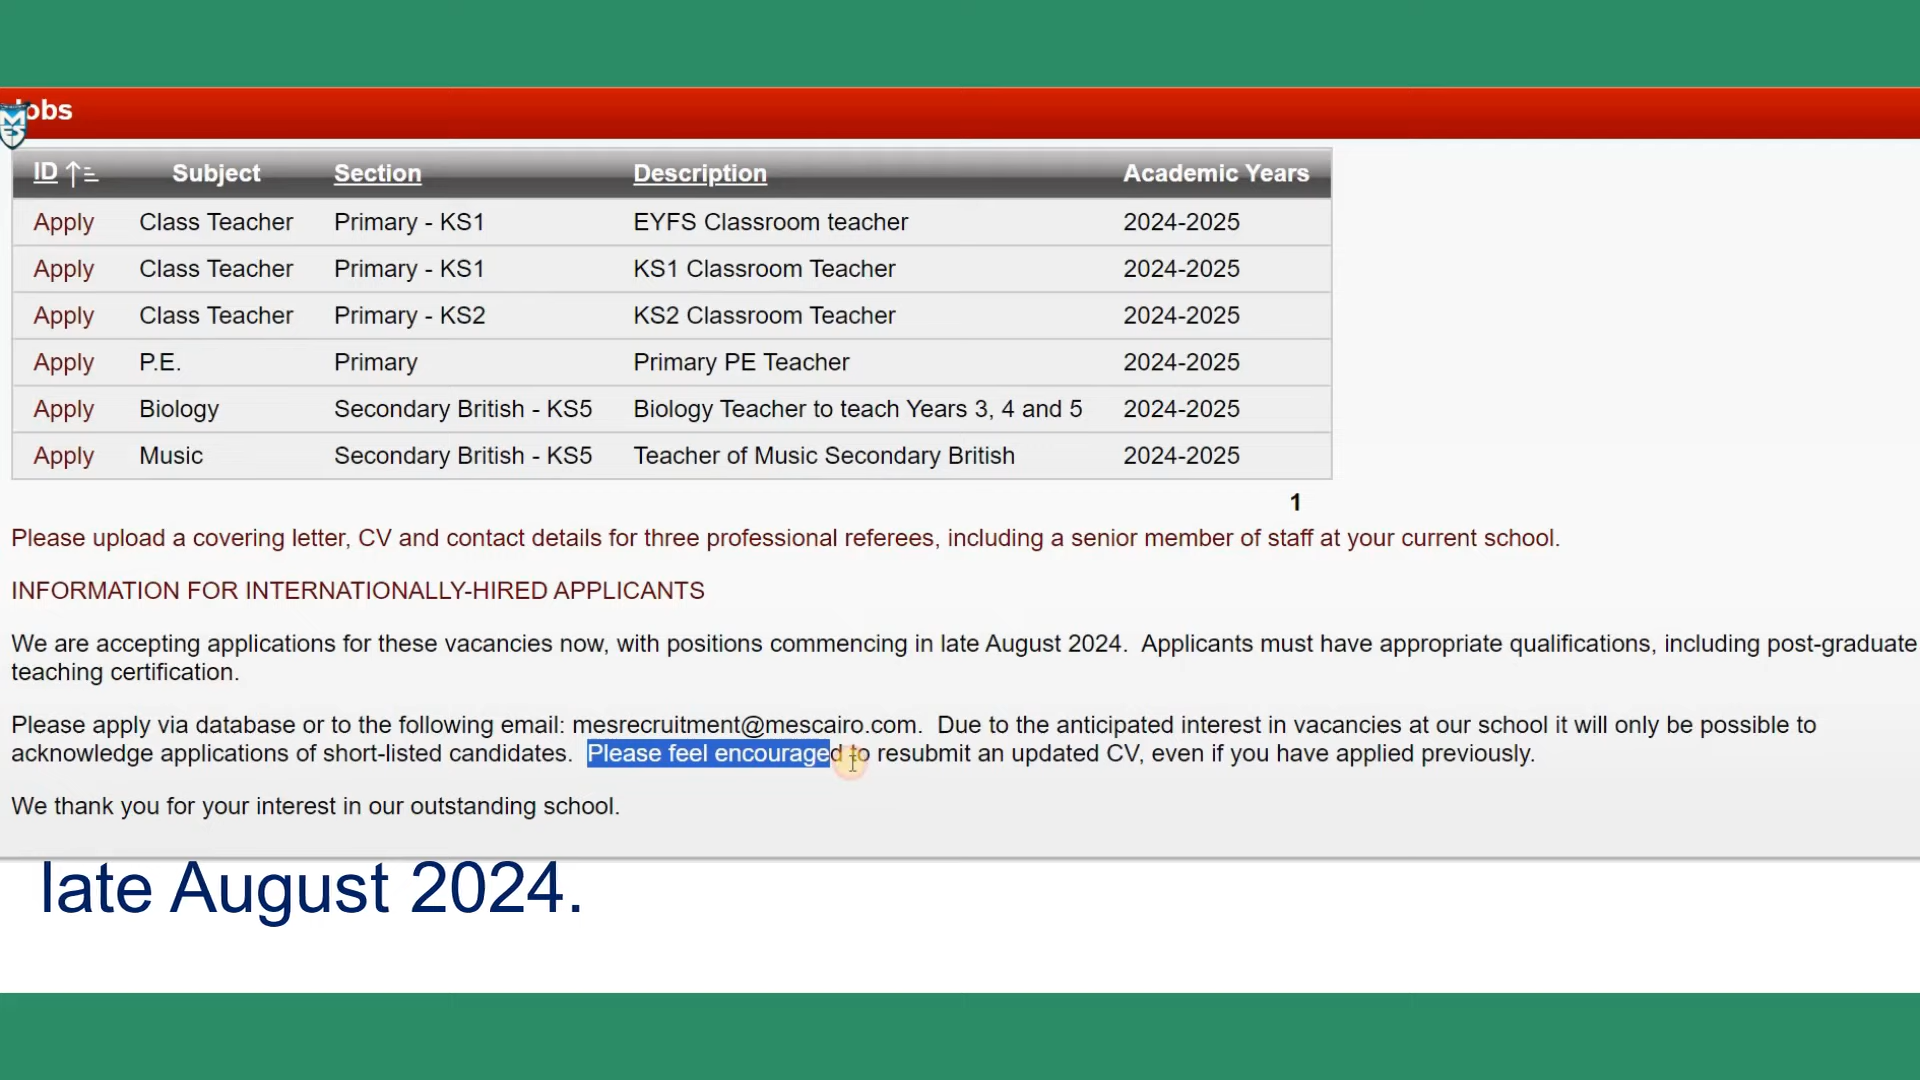 Jobs
MES
ID Subject Section Description Academic Years
Apply Class Teacher Primary - KS1 EYFS Classroom teacher 2024-2025
Apply Class Teacher Primary - KS1 KS1 Classroom Teacher 2024-2025
Apply Class Teacher Primary - KS2 KS2 Classroom Teacher 2024-2025
Apply P.E. Primary Primary PE Teacher 2024-2025
Apply Biology Secondary British - KS5 Biology Teacher to teach Years 3, 4 and 5 2024-2025
Apply Music Secondary British - KS5 Teacher of Music Secondary British 2024-2025
1
Please upload a covering letter, CV and contact details for three professional referees, including a senior member of staff at your current school.
INFORMATION FOR INTERNATIONALLY-HIRED APPLICANTS
We are accepting applications for these vacancies now, with positions commencing in late August 2024. Applicants must have appropriate qualifications, including post-graduate
teaching certification.
Please apply via database or to the following email: mesrecruitment@mescairo.com. Due to the anticipated interest in vacancies at our school it will only be possible to
acknowledge applications of short-listed candidates. Please feel encouraged to resubmit an updated CV, even if you have applied previously.
We thank you for your interest in our outstanding school.
late August 2024.